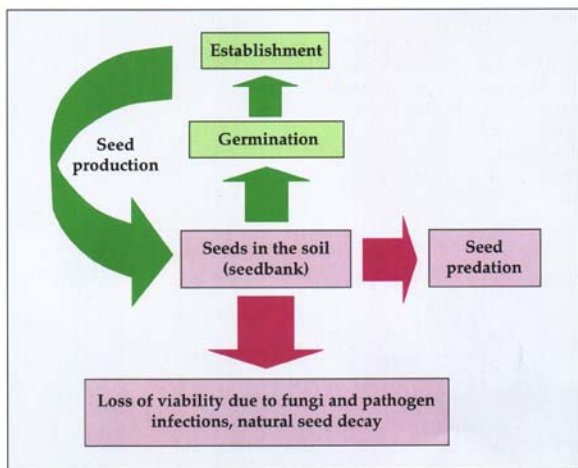 Establishment
Germination
Seed
production
Seeds in the soil
(seedbank)
Seed
predation
Loss of viability due to fungi and pathogen
infections, natural seed decay